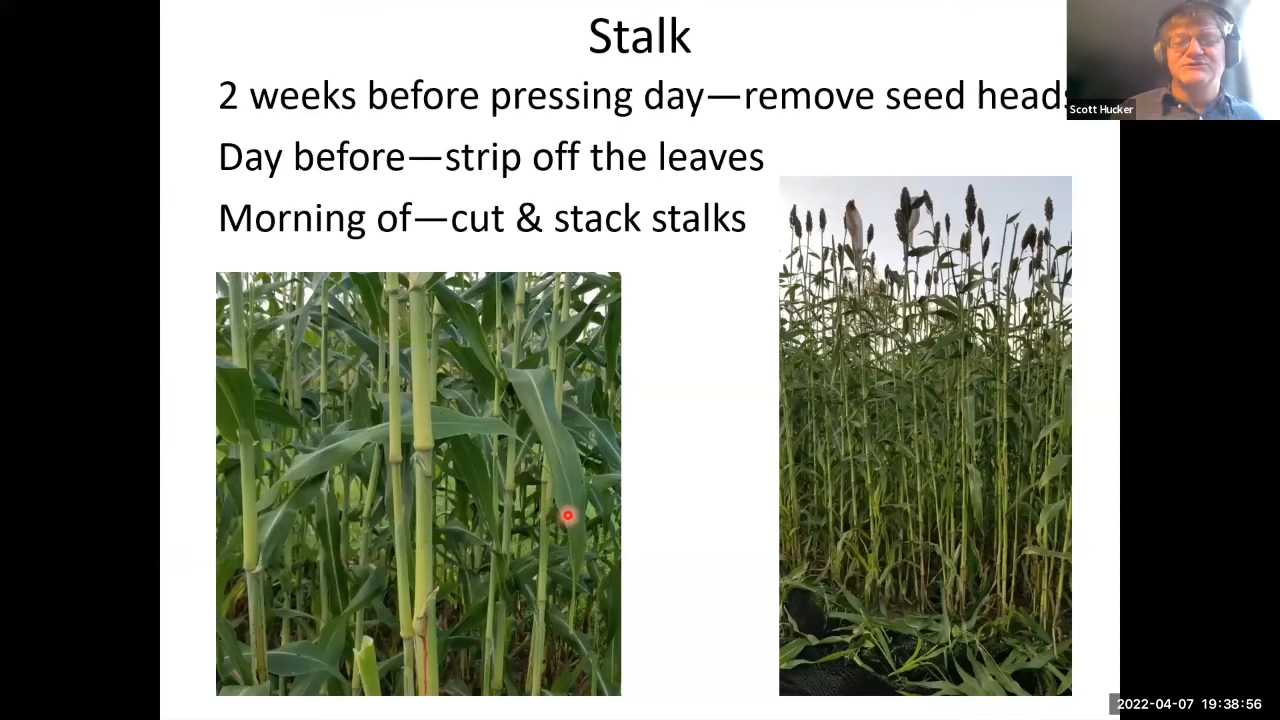 Stalk
2 weeks before pressing day—remove seed heads
Scott Hucker
Day before—strip off the leaves
Morning of—cut & stack stalks
2022-04-07 19:38:56